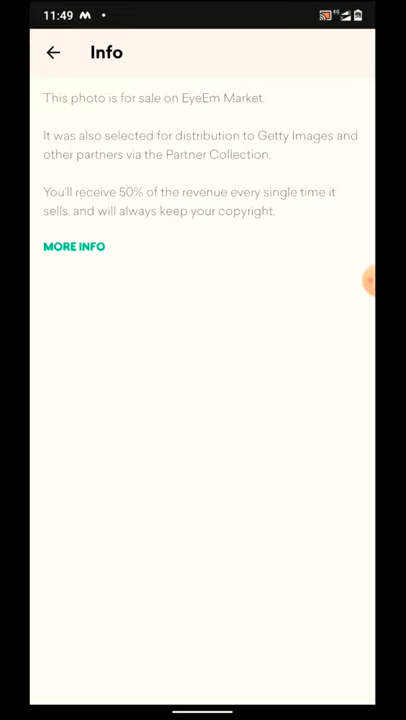 11:49
Info
This photo is for sale on EyeEm Market.
It was also selected for distribution to Getty Images and
other partners via the Partner Collection.
You'll receive 50% of the revenue every single time it
sells, and will always keep your copyright.
MORE INFO